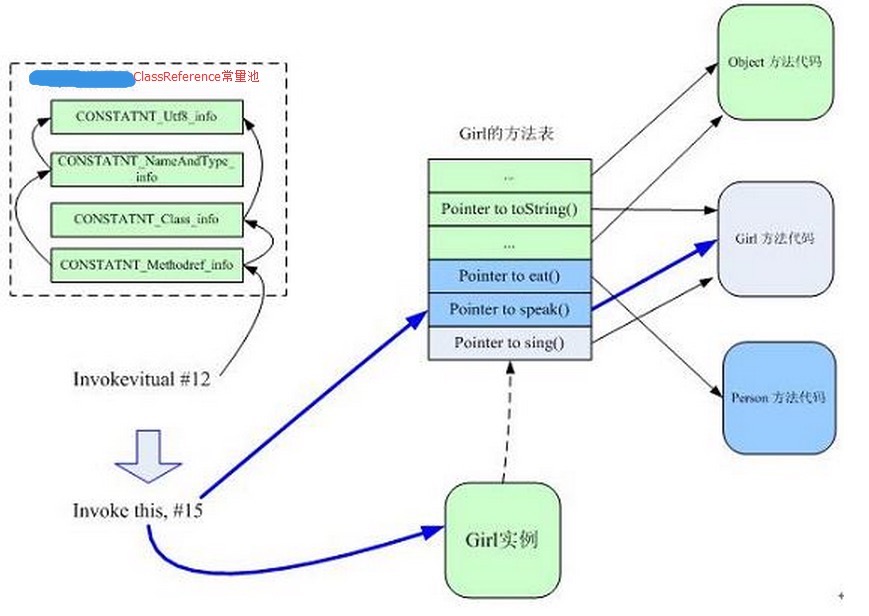 ClassReference常量池
CONSTATNT_Utf8_info
CONSTATNT_NameAndType_
info
CONSTATNT_Class_info
CONSTATNT_Methodref_info
Invokevitual #12
Invoke this, #15
Girl的方法表
...
Pointer to toString()
...
Pointer to eat()
Pointer to speak()
Pointer to sing()
Girl实例
Object 方法代码
Girl 方法代码
Person 方法代码